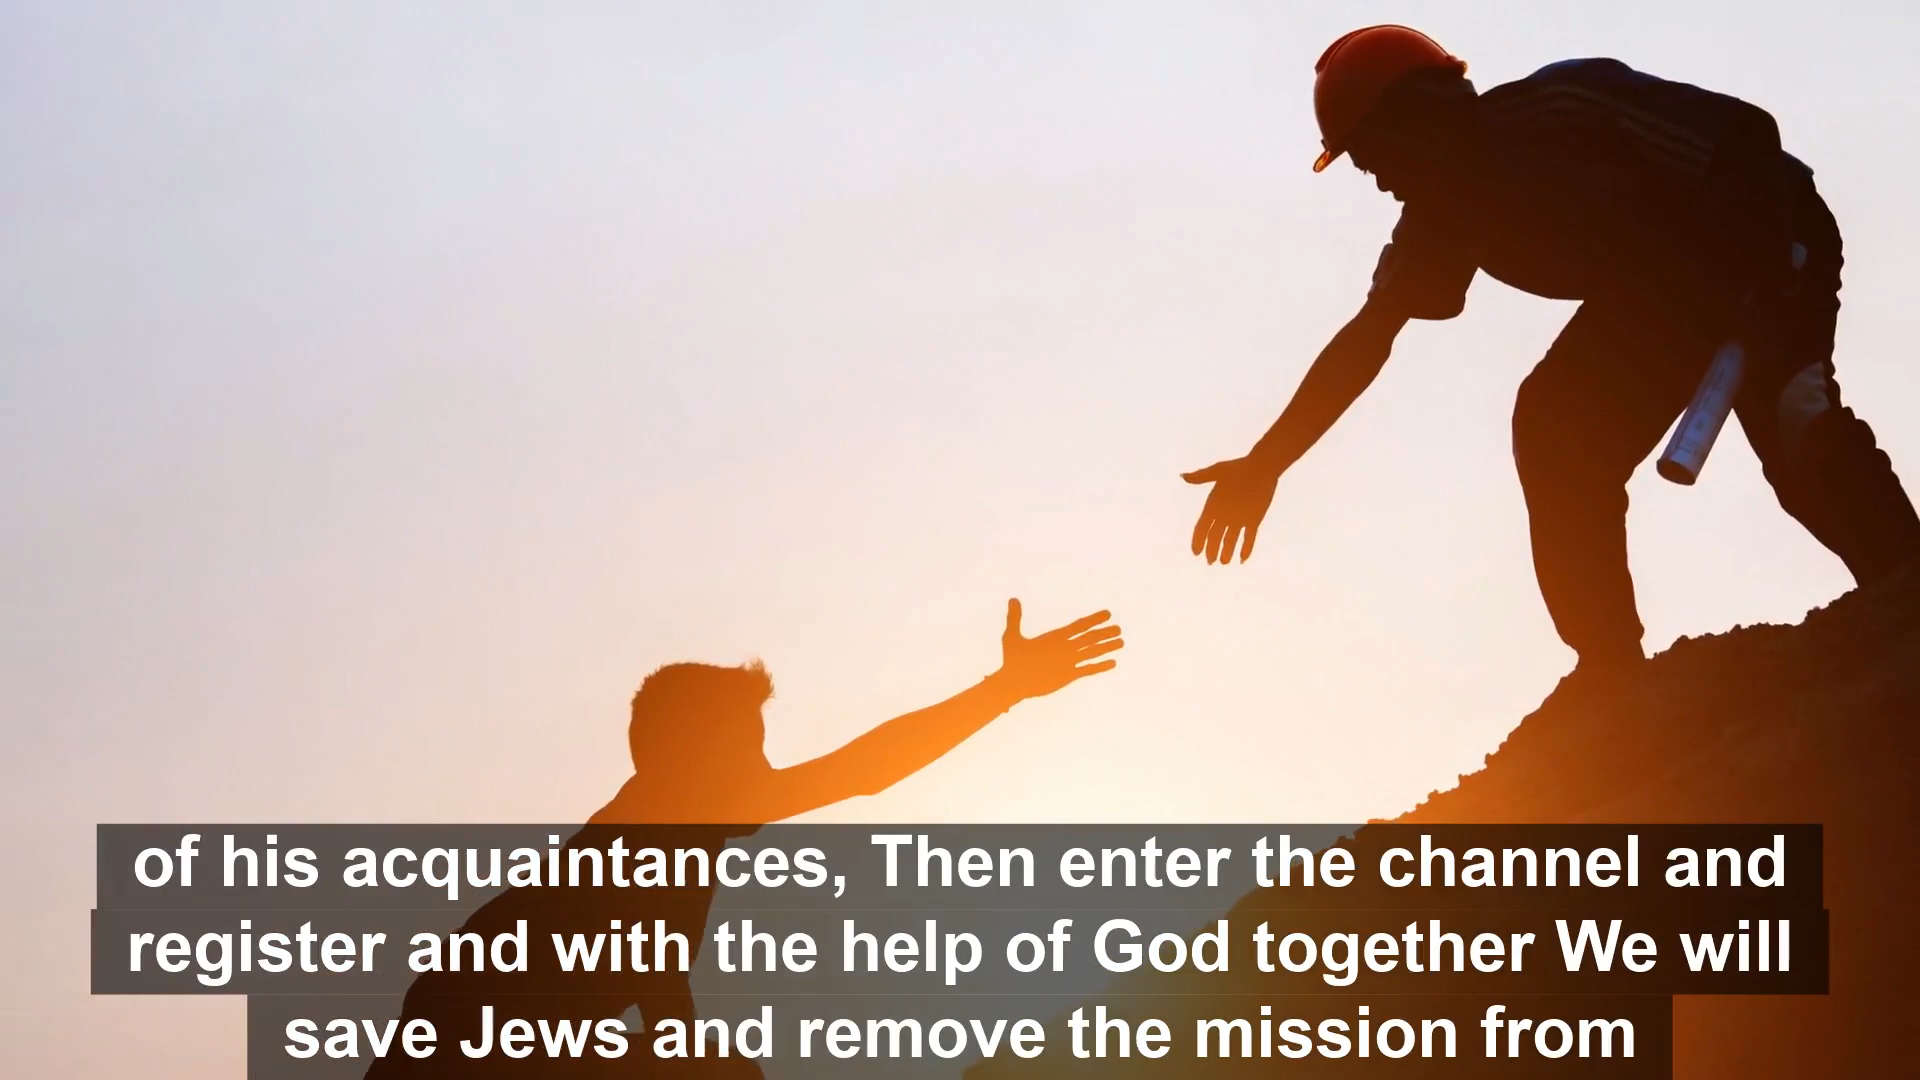 of his acquaintances, Then enter the channel and
register and with the help of God together We will
save Jews and remove the mission from